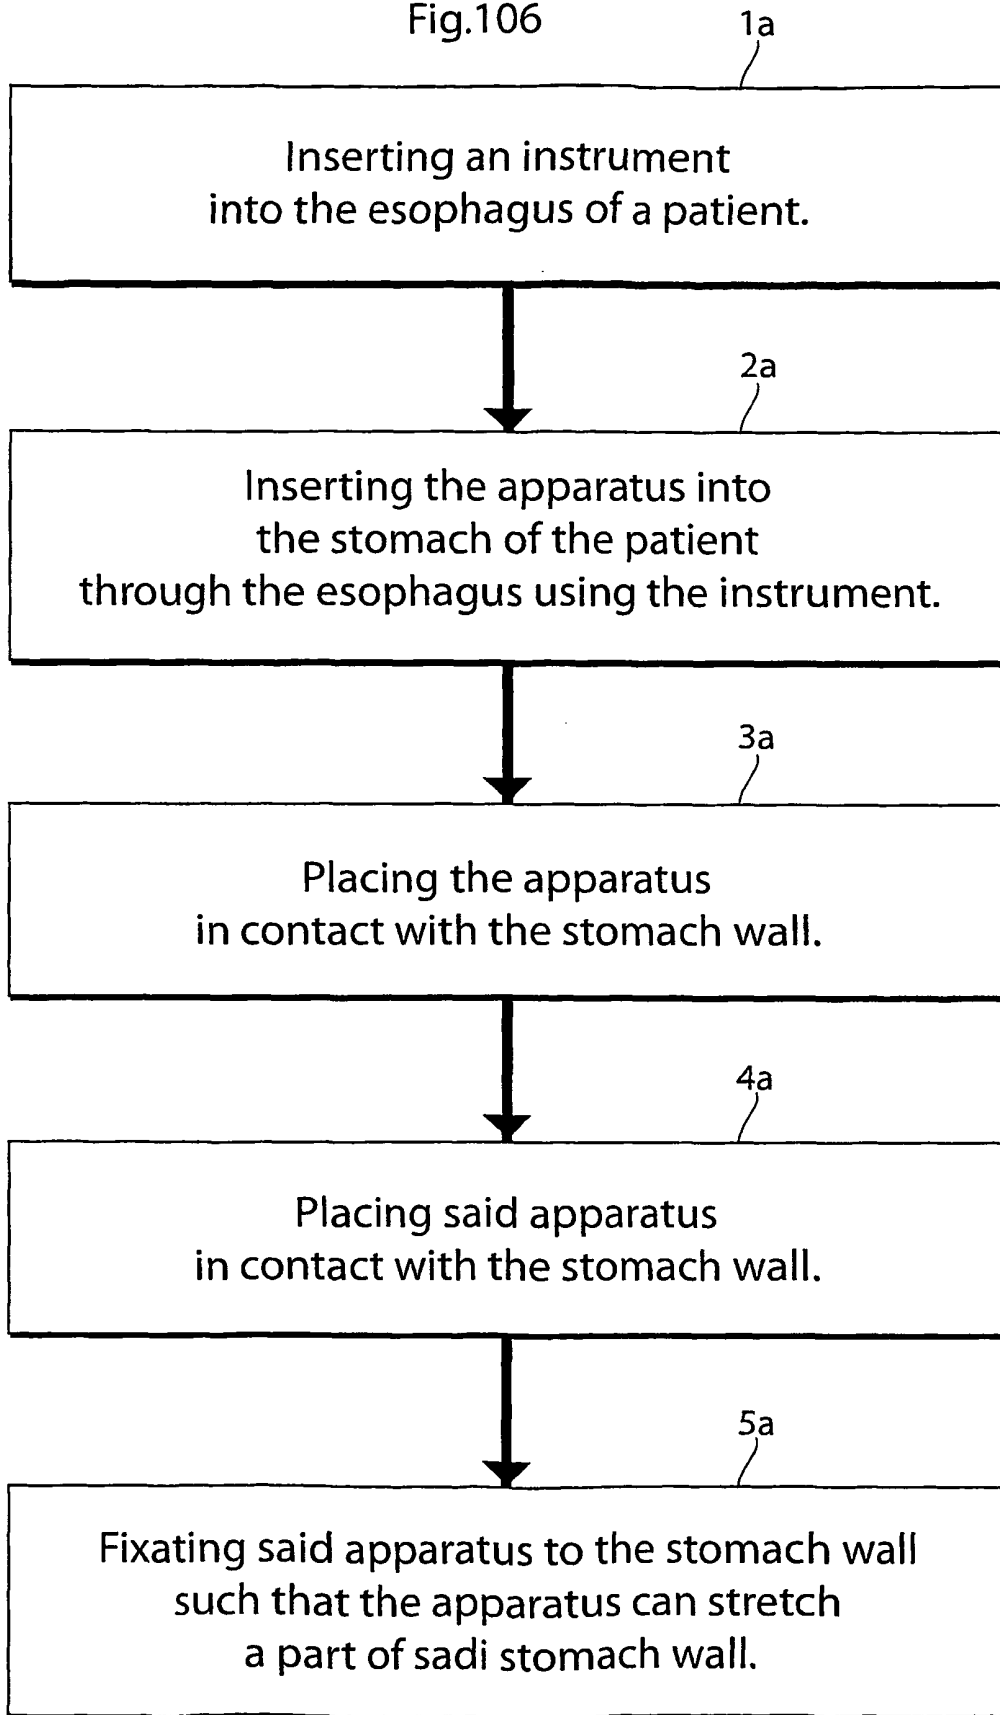 Fig.106
1a
Inserting an instrument
into the esophagus of a patient.
2a
Inserting the apparatus into
the stomach of the patient
through the esophagus using the instrument.
3a
Placing the apparatus
in contact with the stomach wall.
4a
Placing said apparatus
in contact with the stomach wall.
5a
Fixating said apparatus to the stomach wall
such that the apparatus can stretch
a part of sadi stomach wall.